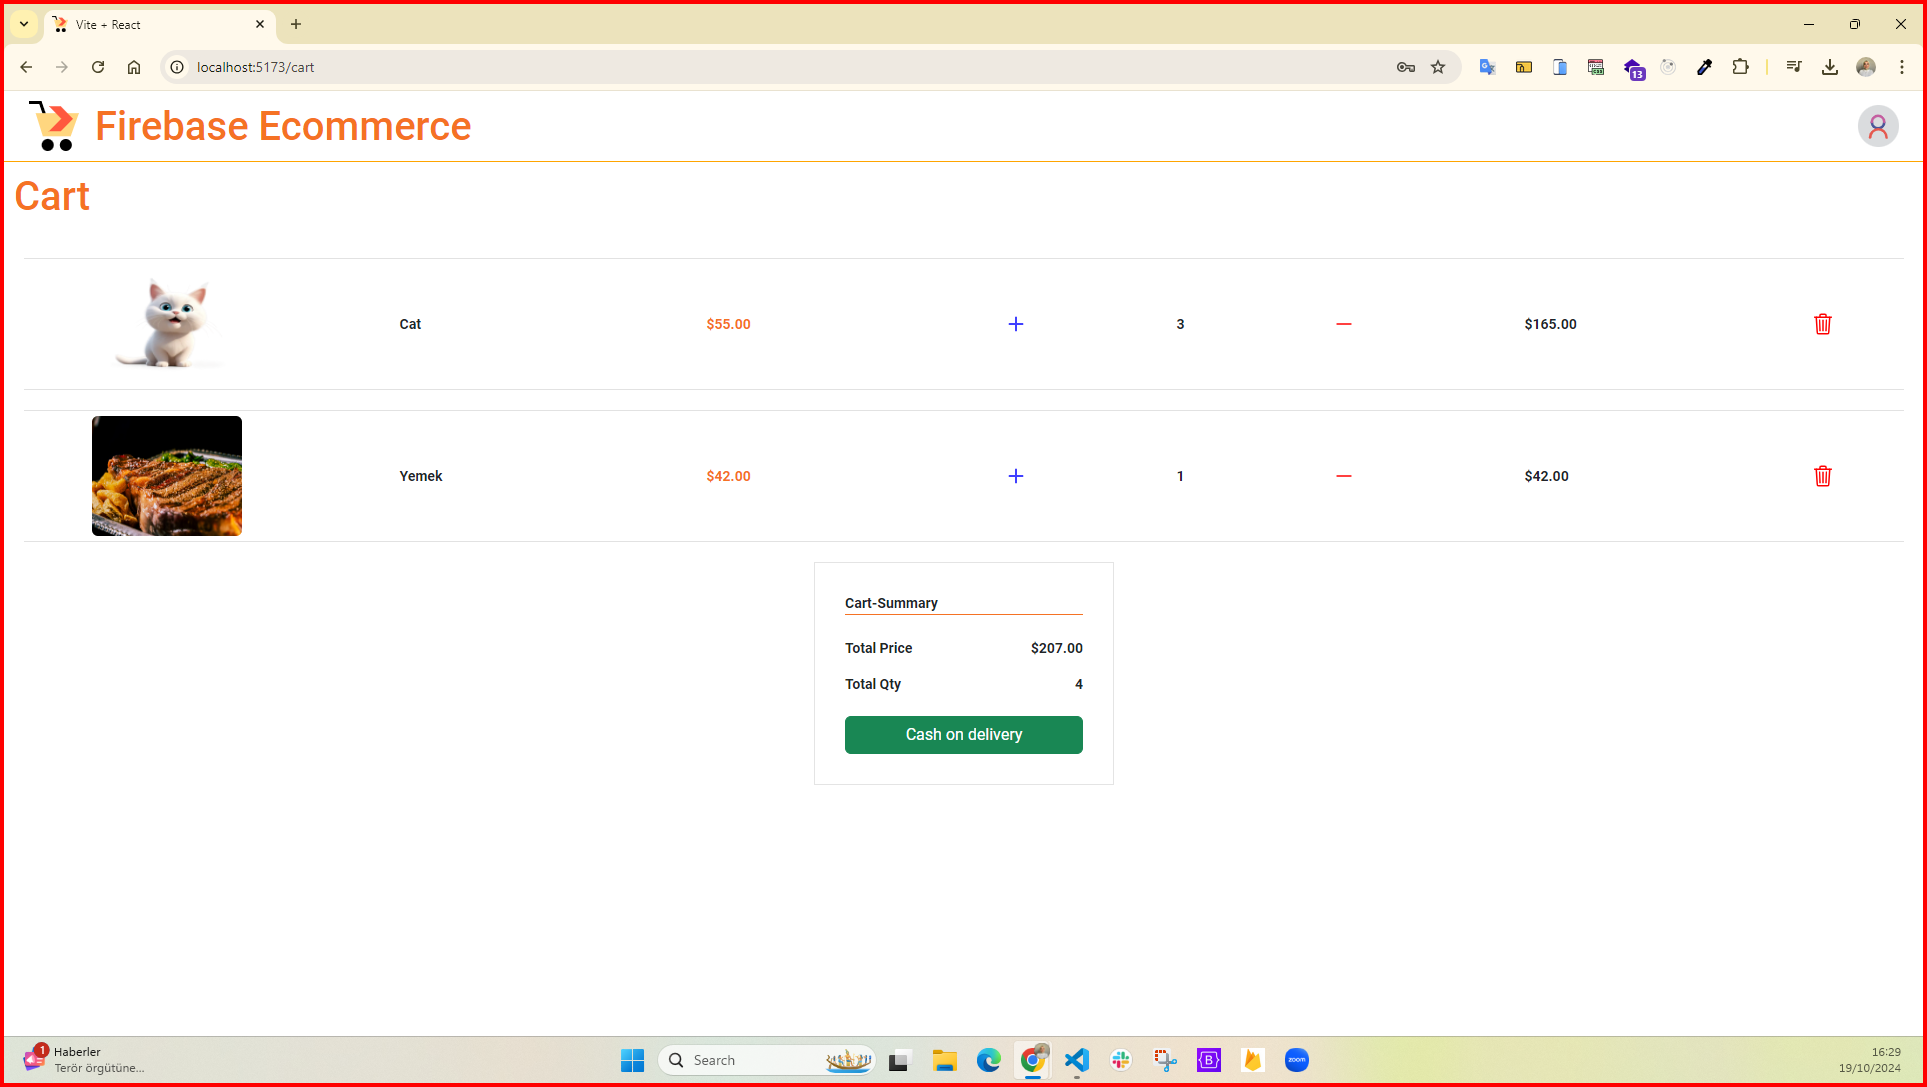 Vite + React
localhost:5173/cart
13
Firebase Ecommerce
Cart
Cat $55.00 3 $165.00
Yemek $42.00 1 $42.00
Cart-Summary
Total Price $207.00
Total Qty 4
Cash on delivery
1
Haberler
Terör örgütüne...
Search
B
zoom
16:29
19/10/2024